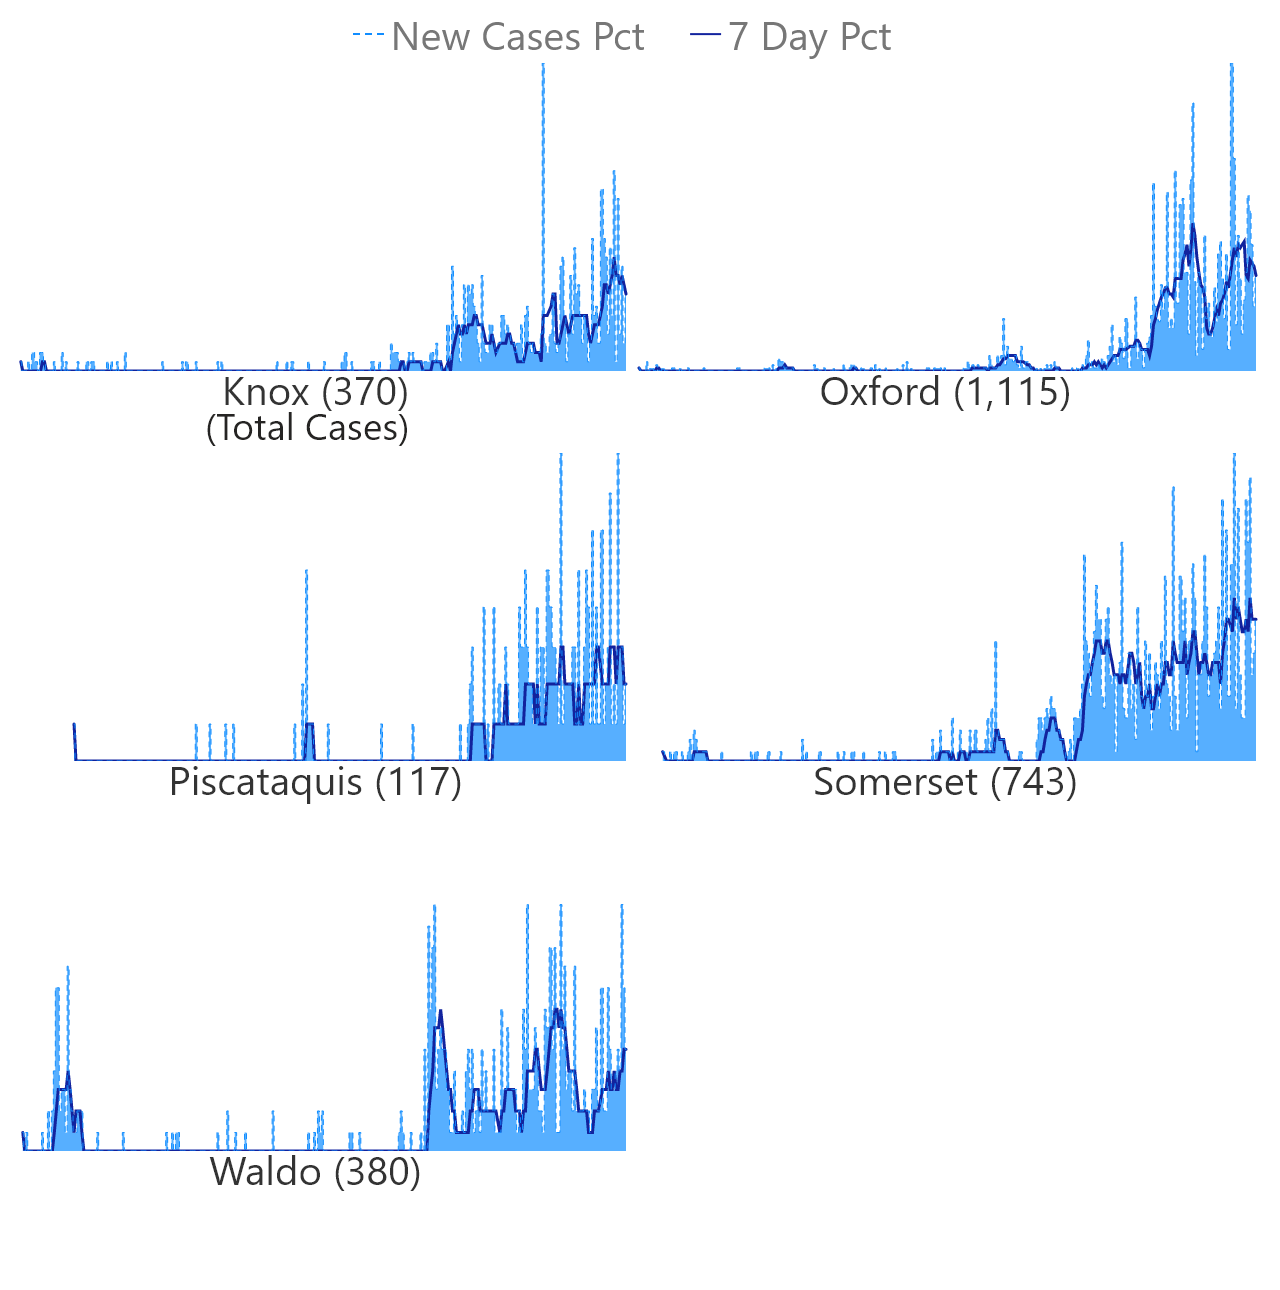 New Cases Pct 7 Day Pct
Knox (370) Oxford (1,115)
(Total Cases)
Piscataquis (117) Somerset (743)
Waldo (380)